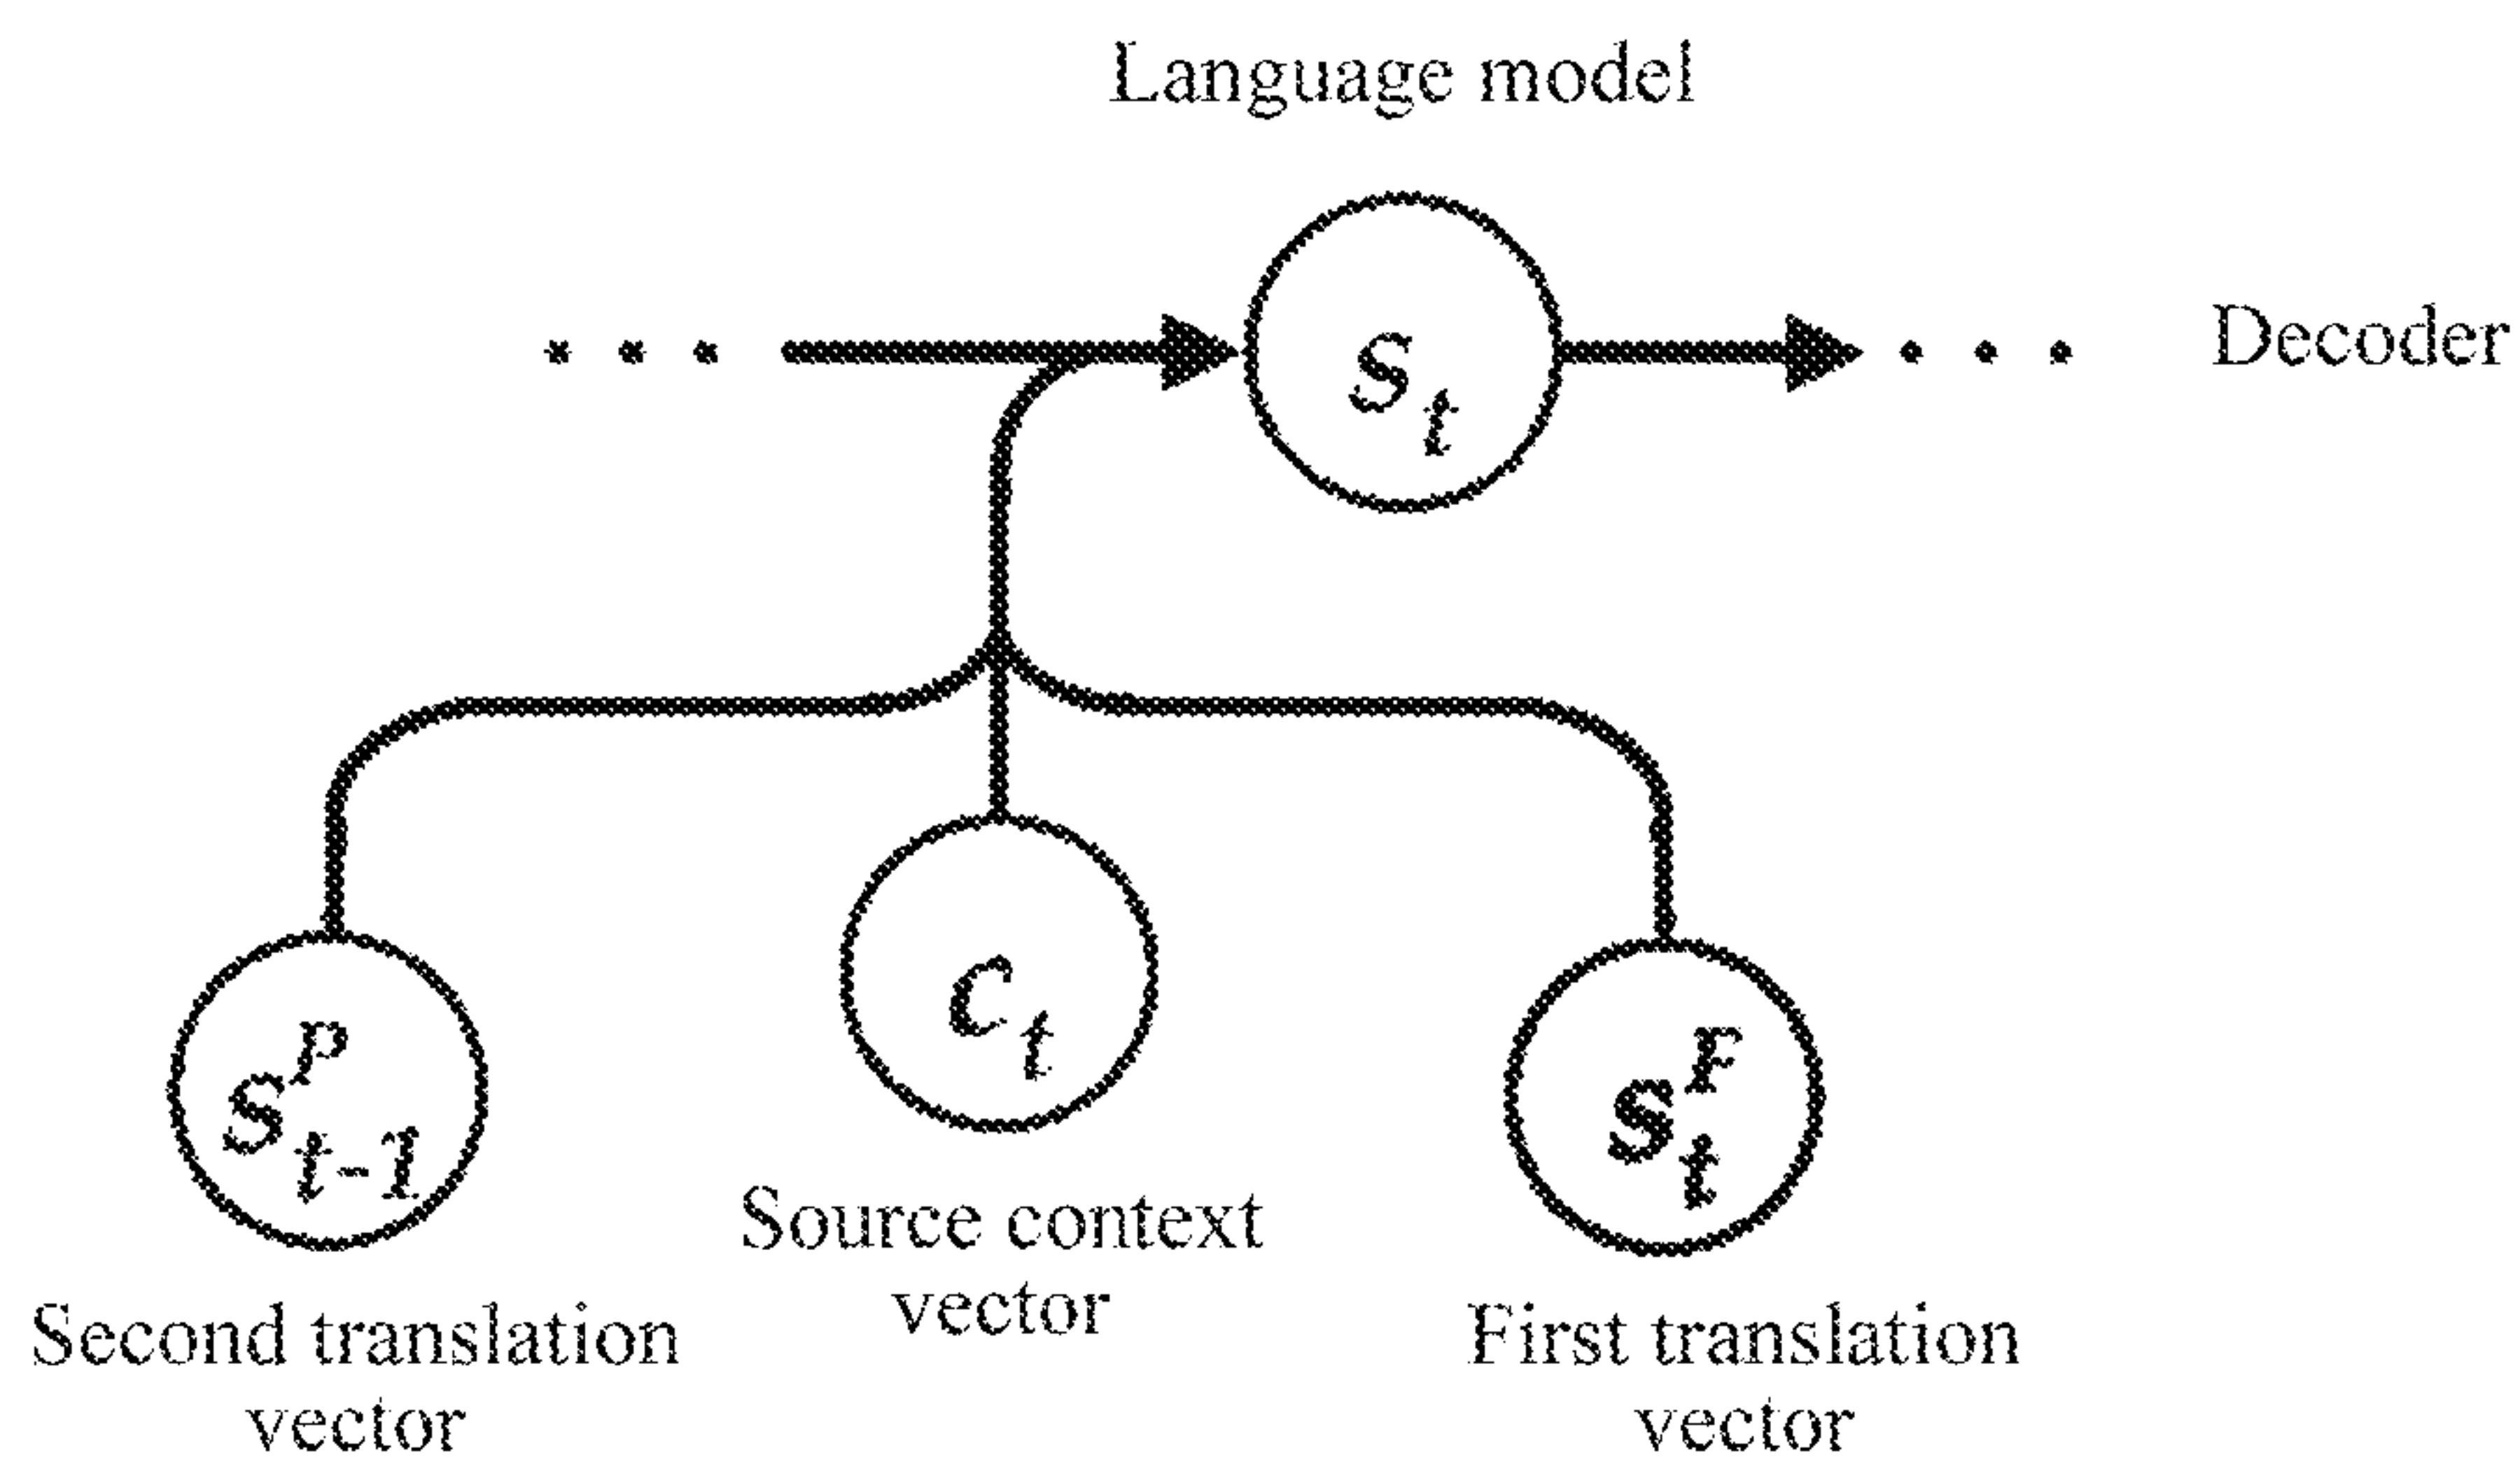 Language model
s_t
Decoder
c_t
s^P_{t-1}
s^F_t
Source context
vector
Second translation
vector
First translation
vector